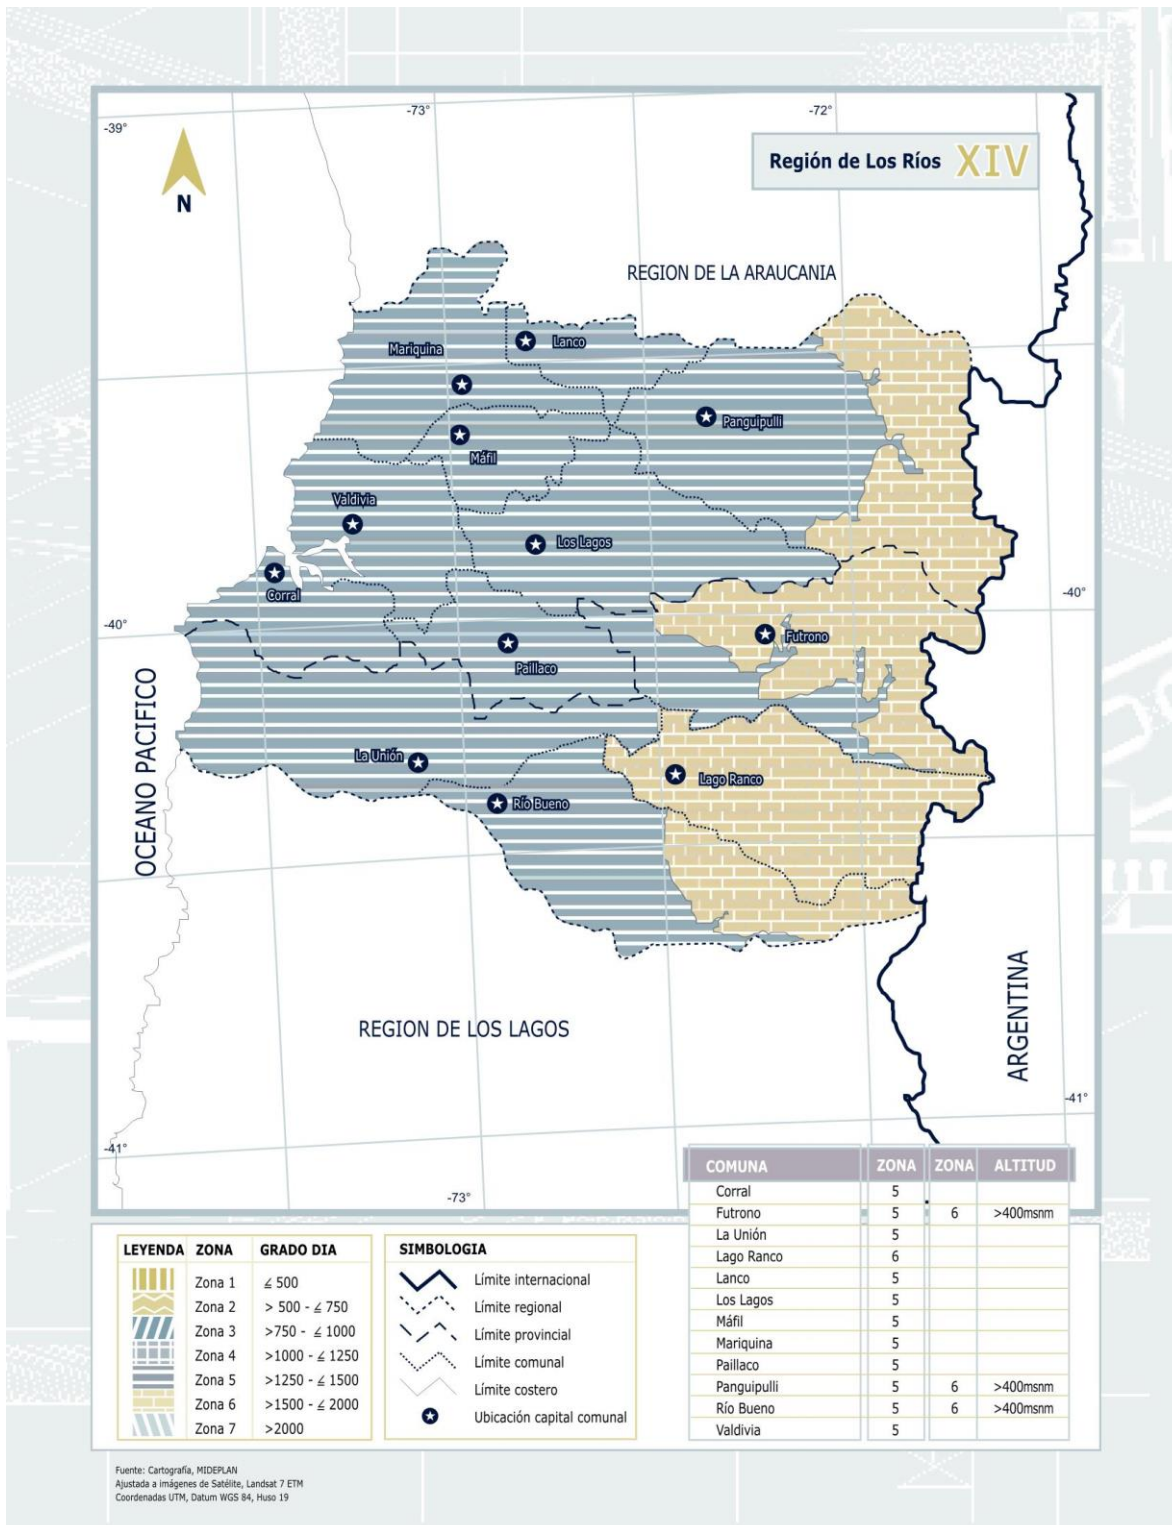 -73°
-72°
-39°
N
Región de Los Ríos XIV
REGION DE LA ARAUCANIA
Lanco
Mariquina
Panguipulli
Máfil
Valdivia
Los Lagos
Corral
-40°
-40°
Futrono
Paillaco
OCEANO PACIFICO
La Unión
Lago Ranco
Río Bueno
ARGENTINA
REGION DE LOS LAGOS
-41°
-41°
-73°
COMUNA ZONA ZONA ALTITUD
Corral 5
Futrono 5 6 >400msnm
La Unión 5
Lago Ranco 6
Lanco 5
Los Lagos 5
Máfil 5
Mariquina 5
Paillaco 5
Panguipulli 5 6 >400msnm
Río Bueno 5 6 >400msnm
Valdivia 5
LEYENDA ZONA GRADO DIA
Zona 1 ≤ 500
Zona 2 > 500 - ≤ 750
Zona 3 >750 - ≤ 1000
Zona 4 >1000 - ≤ 1250
Zona 5 >1250 - ≤ 1500
Zona 6 >1500 - ≤ 2000
Zona 7 >2000
SIMBOLOGIA
Límite internacional
Límite regional
Límite provincial
Límite comunal
Límite costero
Ubicación capital comunal
Fuente: Cartografía, MIDEPLAN
Ajustada a imágenes de Satélite, Landsat 7 ETM
Coordenadas UTM, Datum WGS 84, Huso 19